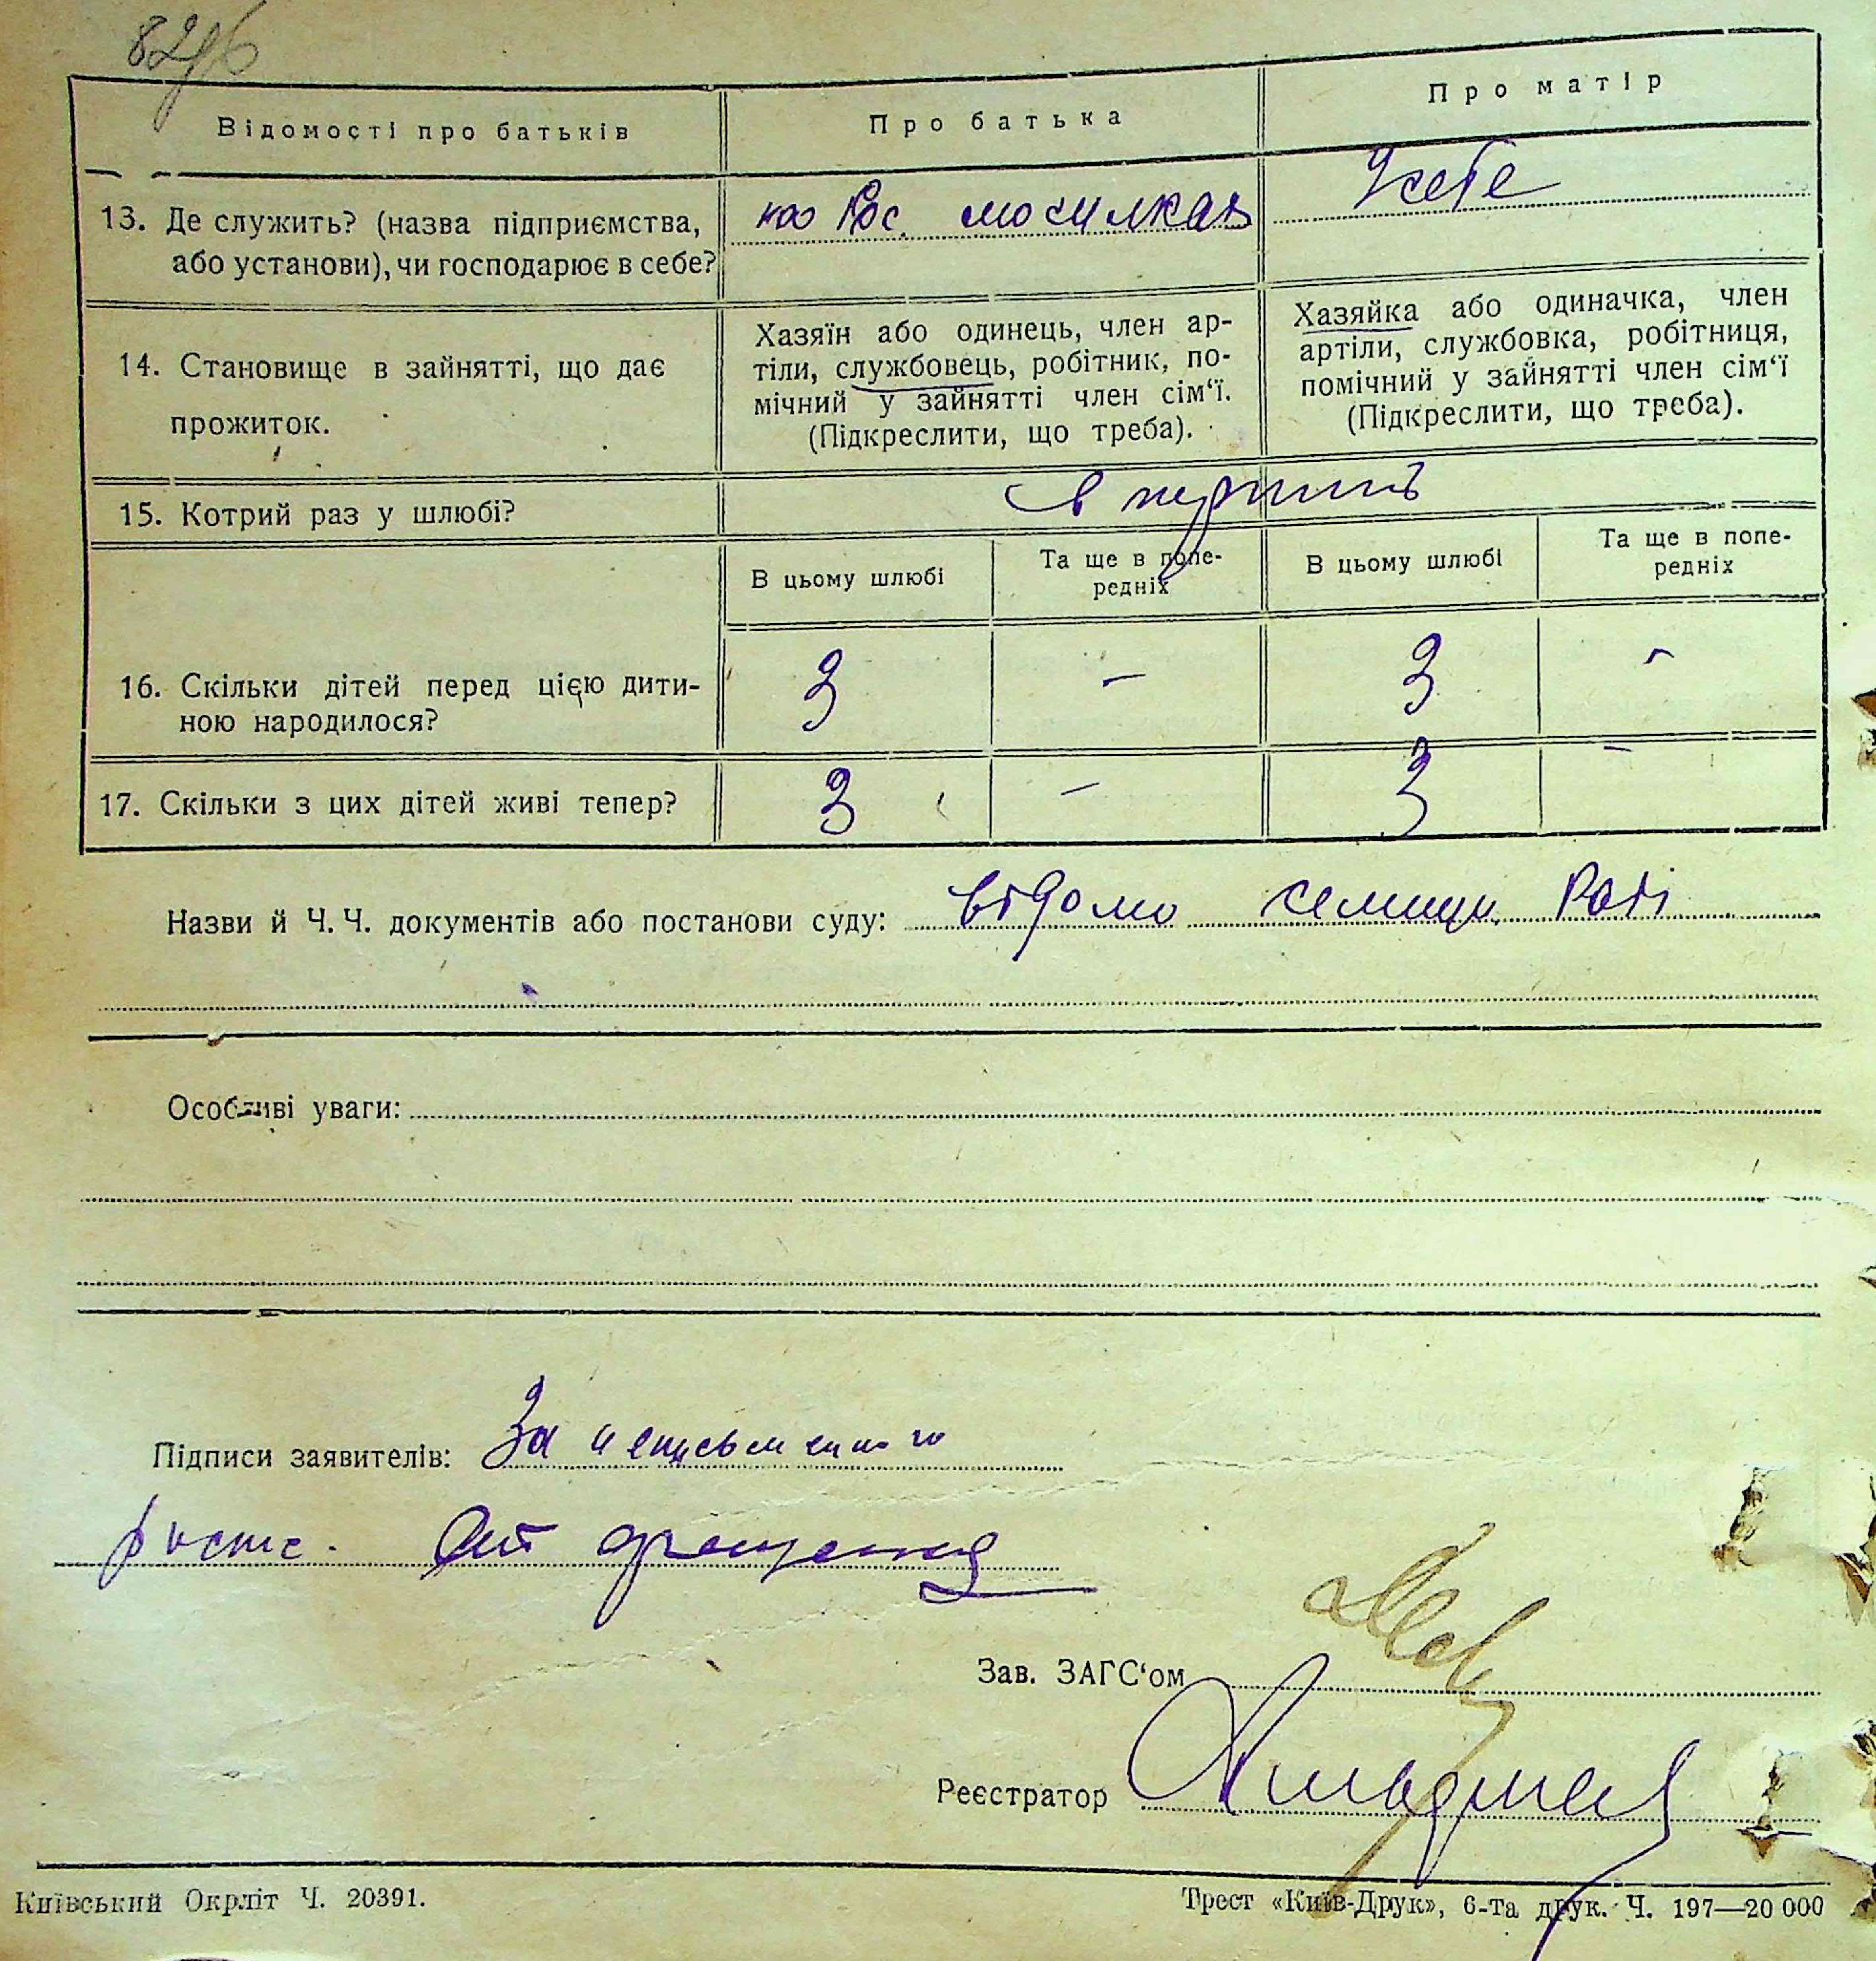 Відомості про батьків
Про батька
Про матір
13. Де служить? (назва підприємства,
або установи), чи господарює в себе?
14. Становище в зайнятті, що дає
прожиток.
Хазяїн або одинець, член ар-
тіли, службовець, робітник, по-
мічний у зайнятті член сім‘ї.
(Підкреслити, що треба).
Хазяйка або одиначка, член
артіли, службовка, робітниця,
помічний у зайнятті член сім‘ї
(Підкреслити, що треба).
15. Котрий раз у шлюбі?
В цьому шлюбі
Та ще в попе-
редніх
В цьому шлюбі
Та ще в попе-
редніх
16. Скільки дітей перед цією дити-
ною народилося?
3 - 3 -
17. Скільки з цих дітей живі тепер?
3 - 3 -
Назви й Ч. Ч. документів або постанови суду: відомо Раді
Особливі уваги:
Підписи заявителів: За неписьменного
Зав. ЗАГС‘ом
Реєстратор
Київський Окрліт Ч. 20391.
Трест «Київ-Друк», 6-та друк. Ч. 197—20 000